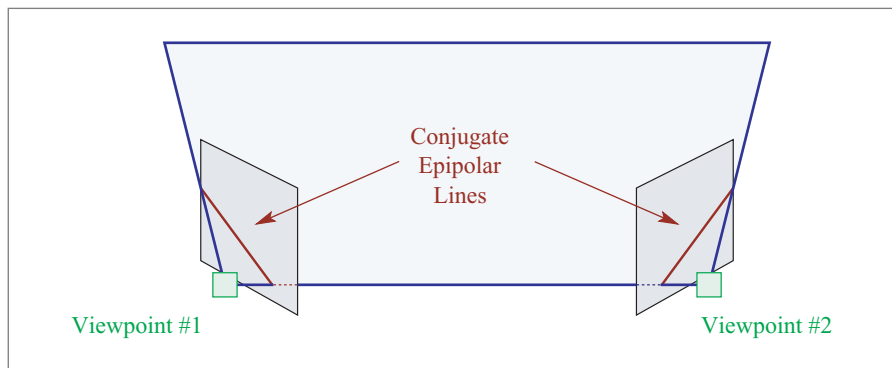 Conjugate
Epipolar
Lines
Viewpoint #1
Viewpoint #2